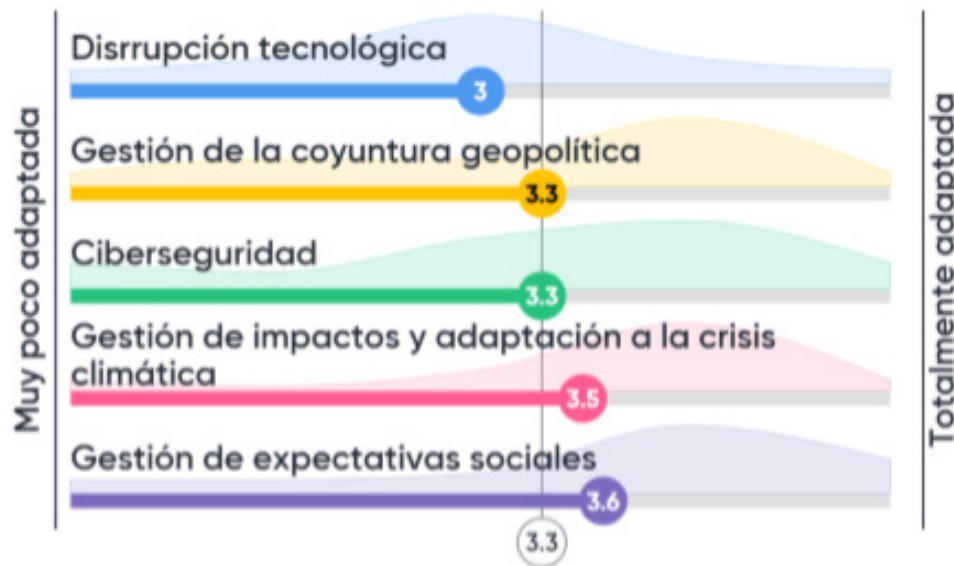 Disrrupción tecnológica
3
Gestión de la coyuntura geopolítica
3.3
Ciberseguridad
3.3
Gestión de impactos y adaptación a la crisis
climática
3.5
Gestión de expectativas sociales
3.6
3.3
Muy poco adaptada
Totalmente adaptada